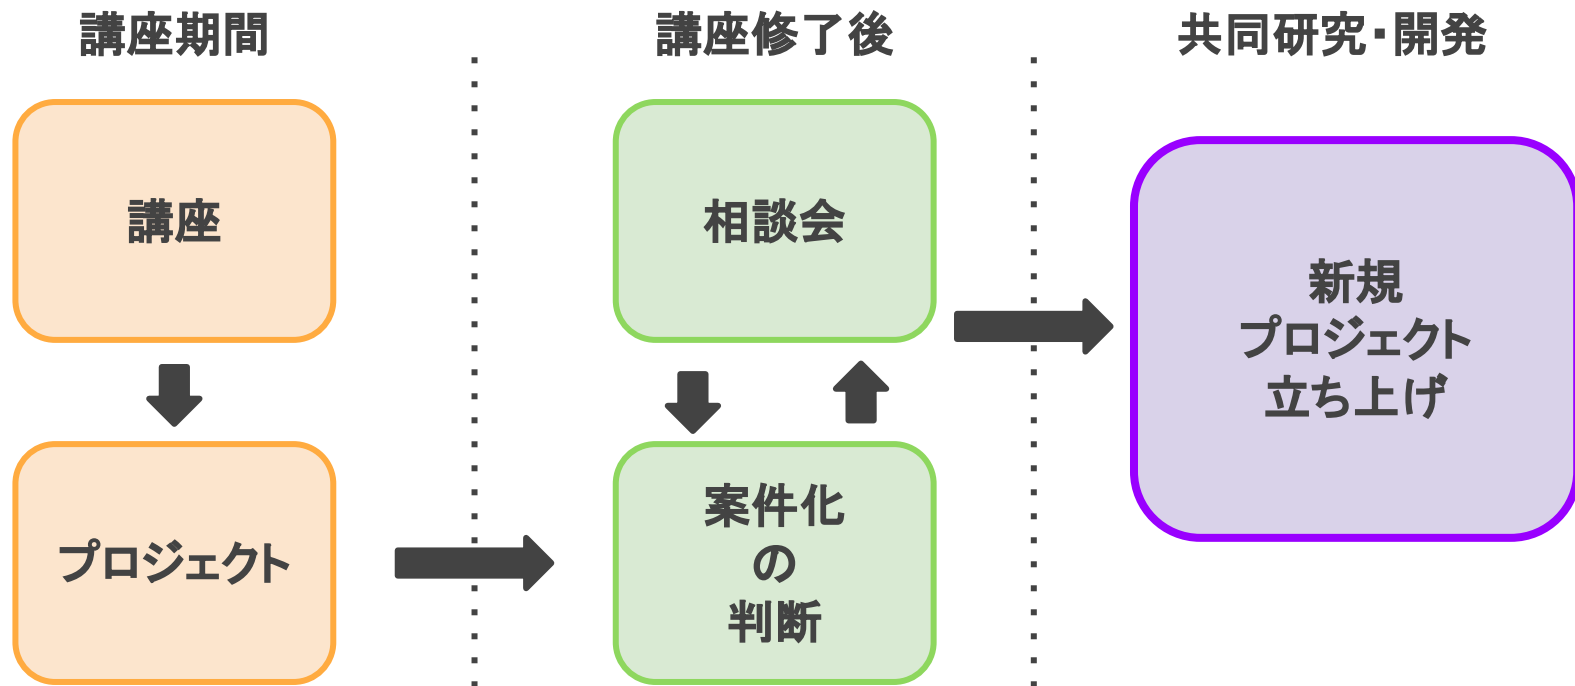 講座期間
講座
プロジェクト
講座修了後
相談会
案件化
の
判断
共同研究・開発
新規
プロジェクト
立ち上げ